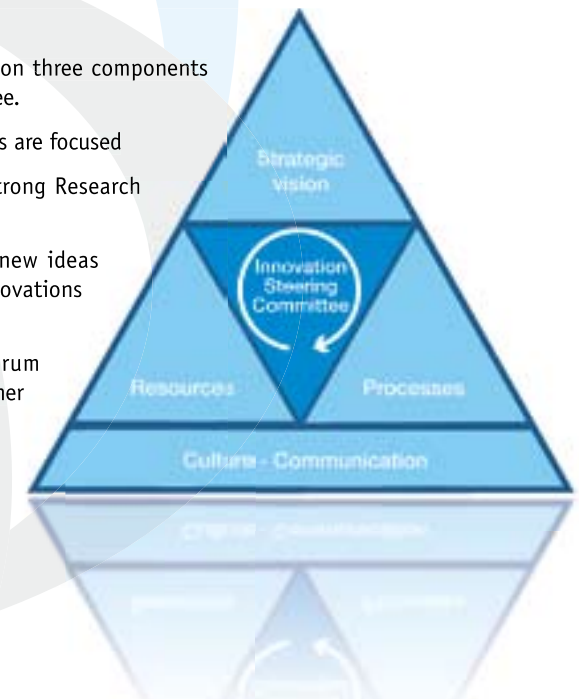 on three components
ee.
s are focused
trong Research
new ideas
ovations
rum
ner
Strategic
vision
Innovation
Steering
Committee
Resources
Processes
Culture - Communication